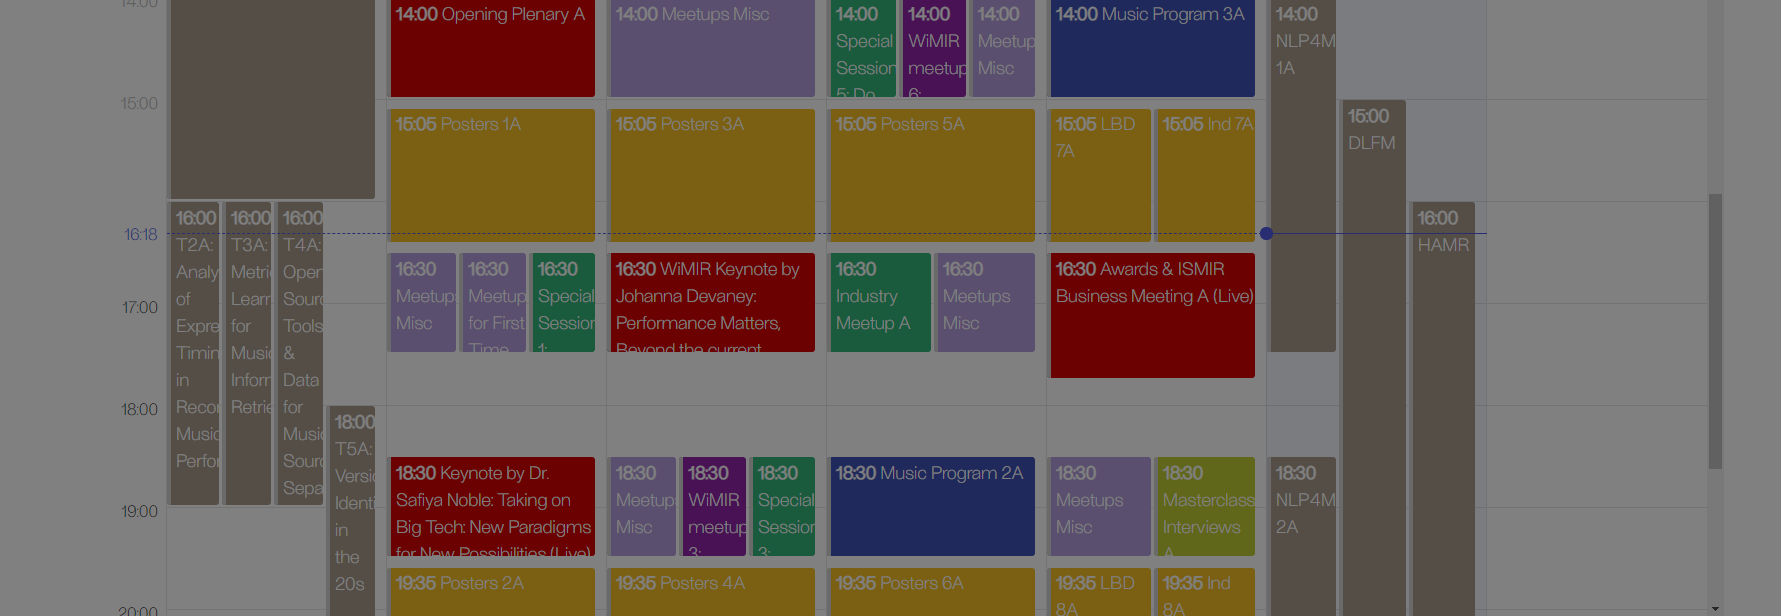 14:00
15:00
16:18
17:00
18:00
19:00
20:00
16:00
T2A:
Analy
of
Expre
Timin
in
Recor
Music
Perfor
16:00
T3A:
Metri
Learn
for
Music
Inform
Retrie
16:00
T4A:
Open
Sourc
Tools
&
Data
for
Music
Sourc
Sepa
18:00
T5A:
Versio
Identi
in
the
20s
14:00 Opening Plenary A
15:05 Posters 1A
16:30
Meetups
Misc
16:30
Meetup
for First
Time
16:30
Special
Session
1:
18:30 Keynote by Dr.
Safiya Noble: Taking on
Big Tech: New Paradigms
for New Possibilities (Live)
19:35 Posters 2A
14:00 Meetups Misc
15:05 Posters 3A
16:30 WiMIR Keynote by
Johanna Devaney:
Performance Matters,
Beyond the current
18:30
Meetups
Misc
18:30
WiMIR
meetup
3:
18:30
Special
Session
3:
19:35 Posters 4A
14:00
Special
Session
5: Do
14:00
WiMIR
meetup
6:
14:00
Meetup
Misc
15:05 Posters 5A
16:30
Industry
Meetup A
16:30
Meetups
Misc
18:30 Music Program 2A
19:35 Posters 6A
14:00 Music Program 3A
15:05 LBD
7A
15:05 Ind 7A
16:30 Awards & ISMIR
Business Meeting A (Live)
18:30
Meetups
Misc
18:30
Masterclass
Interviews
A
19:35 LBD
8A
19:35 Ind
8A
14:00
NLP4M
1A
18:30
NLP4M
2A
15:00
DLFM
16:00
HAMR